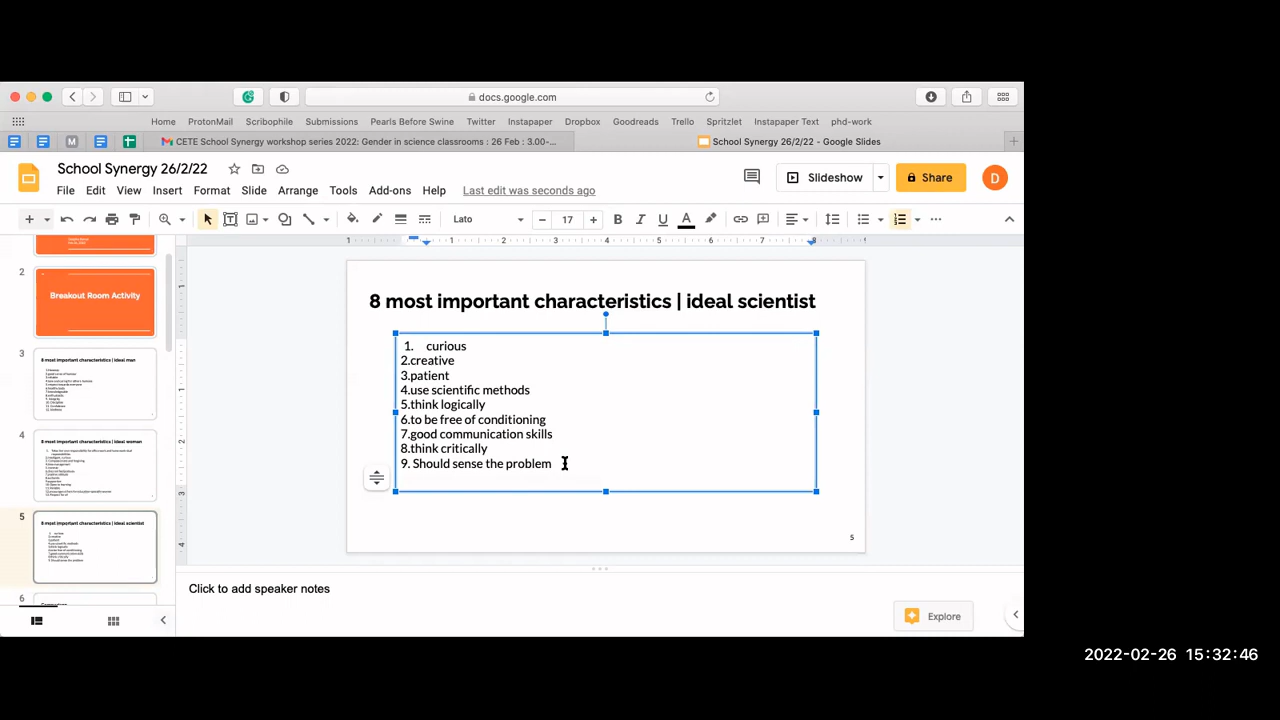 docs.google.com
Home ProtonMail Scribophile Submissions Pearls Before Swine Twitter Instapaper Dropbox Goodreads Trello Spritzlet Instapaper Text phd-work
CETE School Synergy workshop series 2022: Gender in science classrooms : 26 Feb : 3.00-...
School Synergy 26/2/22 - Google Slides
School Synergy 26/2/22
File Edit View Insert Format Slide Arrange Tools Add-ons Help Last edit was seconds ago
Slideshow
Share
D
Lato
17
2
Breakout Room Activity
3
8 most important characteristics | ideal man
4
8 most important characteristics | ideal woman
5
8 most important characteristics | ideal scientist
6
8 most important characteristics | ideal scientist
1. curious
2.creative
3.patient
4.use scientific methods
5.think logically
6.to be free of conditioning
7.good communication skills
8.think critically
9. Should sense the problem
5
Click to add speaker notes
Explore
2022-02-26 15:32:46